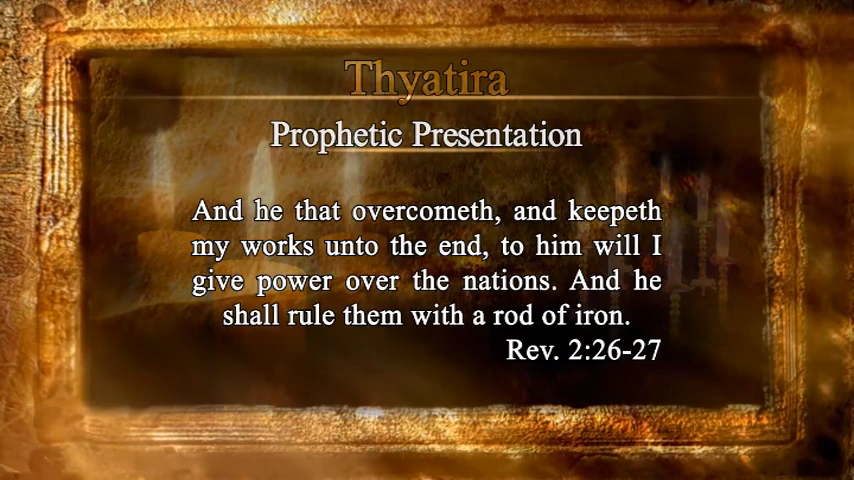 Thyatira
Prophetic Presentation
And he that overcometh, and keepeth
my works unto the end, to him will I
give power over the nations. And he
shall rule them with a rod of iron.
Rev. 2:26-27